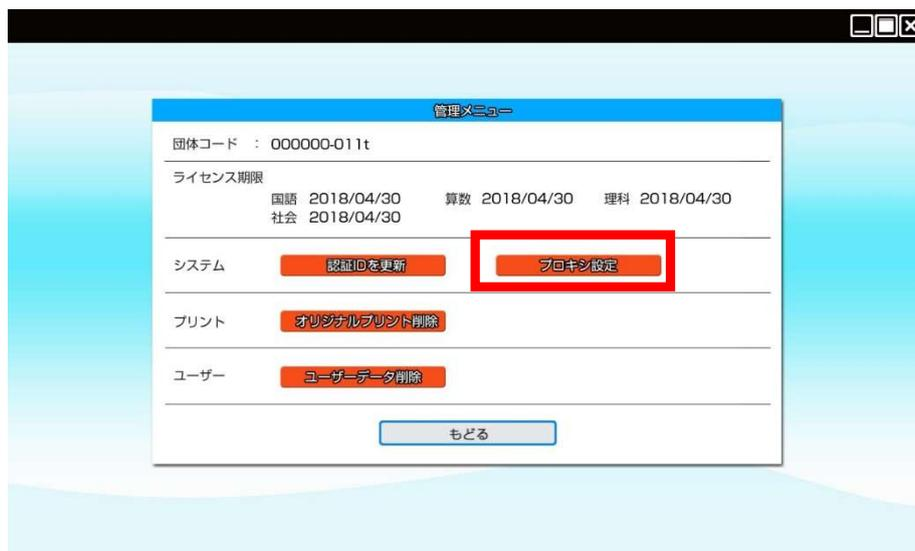 管理メニュー
団体コード : 000000-011t
ライセンス期限
国語 2018/04/30 算数 2018/04/30 理科 2018/04/30
社会 2018/04/30
システム 認証IDを更新 プロキシ設定
プリント オリジナルプリント削除
ユーザー ユーザーデータ削除
もどる